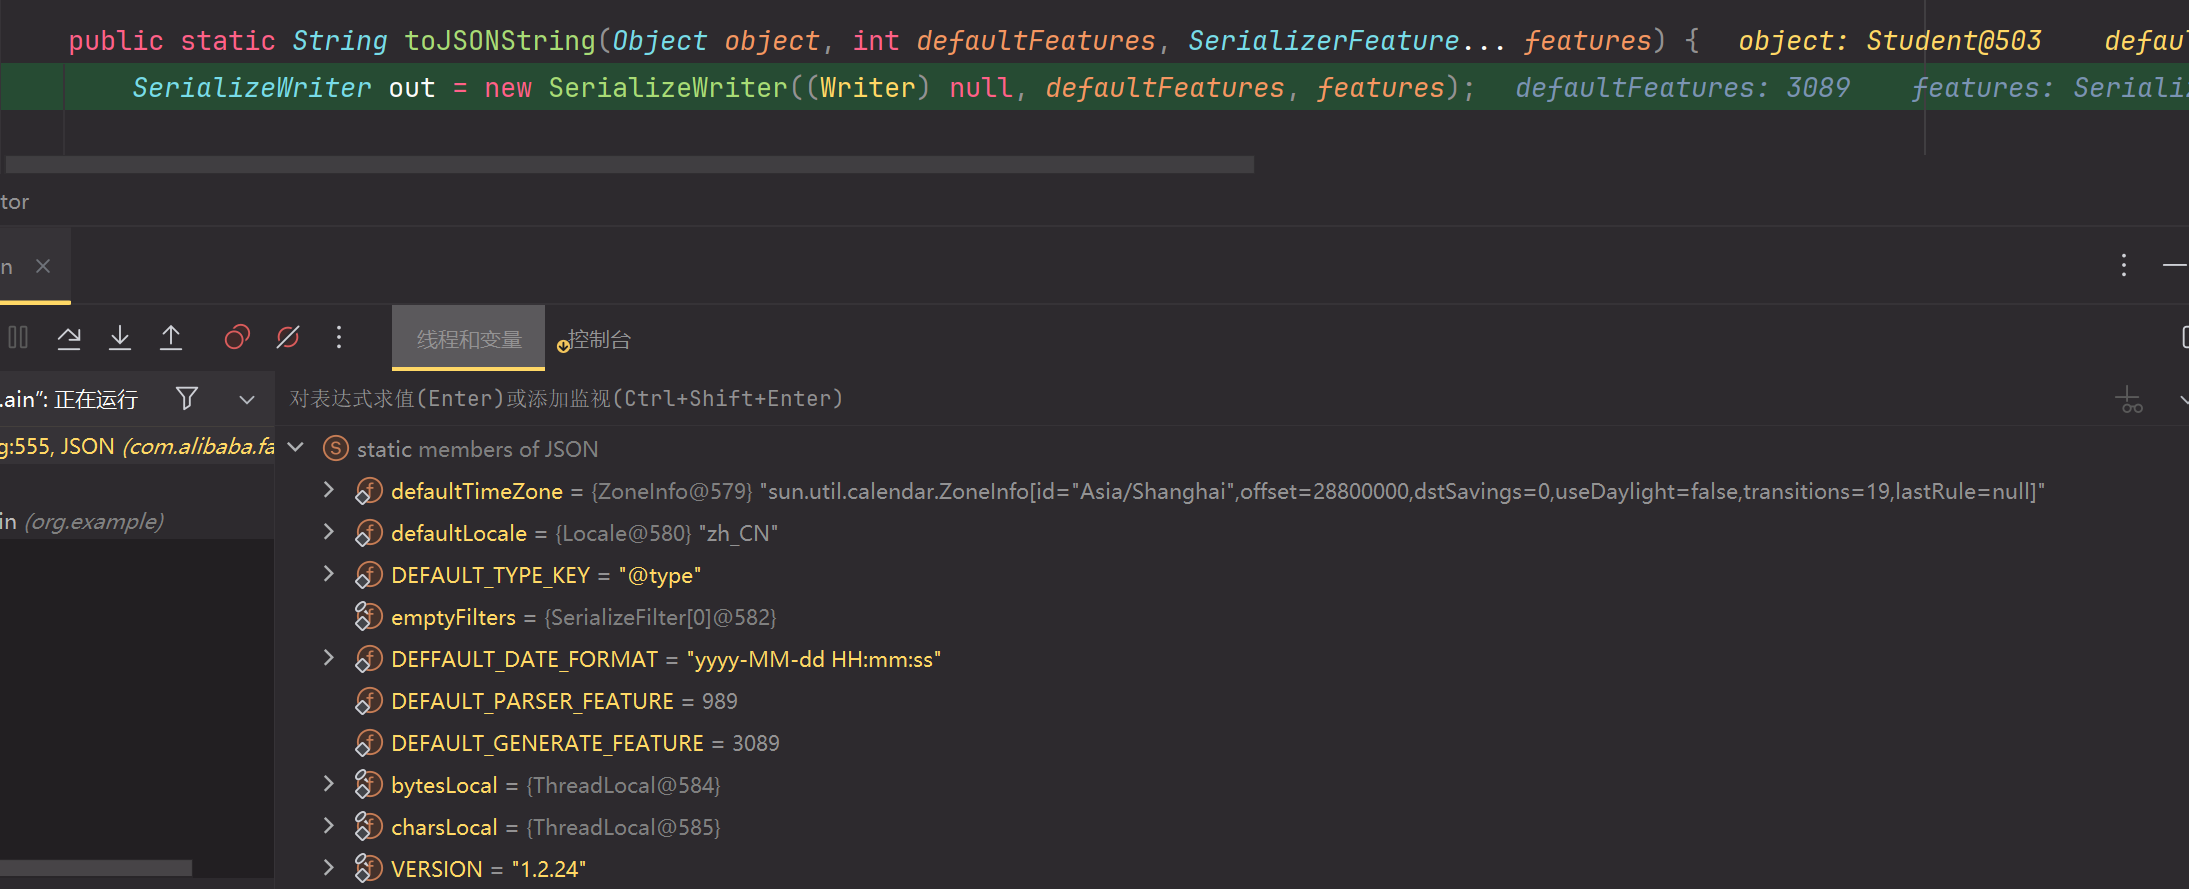 public static String toJSONString(Object object, int defaultFeatures, SerializerFeature... features) { object: Student@503 defau
SerializeWriter out = new SerializeWriter((Writer) null, defaultFeatures, features); defaultFeatures: 3089 features: Seriali
tor
n
线程和变量 控制台
.ain”: 正在运行
对表达式求值(Enter)或添加监视(Ctrl+Shift+Enter)
g:555, JSON (com.alibaba.fa
in (org.example)
static members of JSON
defaultTimeZone = {ZoneInfo@579} "sun.util.calendar.ZoneInfo[id="Asia/Shanghai",offset=28800000,dstSavings=0,useDaylight=false,transitions=19,lastRule=null]"
defaultLocale = {Locale@580} "zh_CN"
DEFAULT_TYPE_KEY = "@type"
emptyFilters = {SerializeFilter[0]@582}
DEFFAULT_DATE_FORMAT = "yyyy-MM-dd HH:mm:ss"
DEFAULT_PARSER_FEATURE = 989
DEFAULT_GENERATE_FEATURE = 3089
bytesLocal = {ThreadLocal@584}
charsLocal = {ThreadLocal@585}
VERSION = "1.2.24"